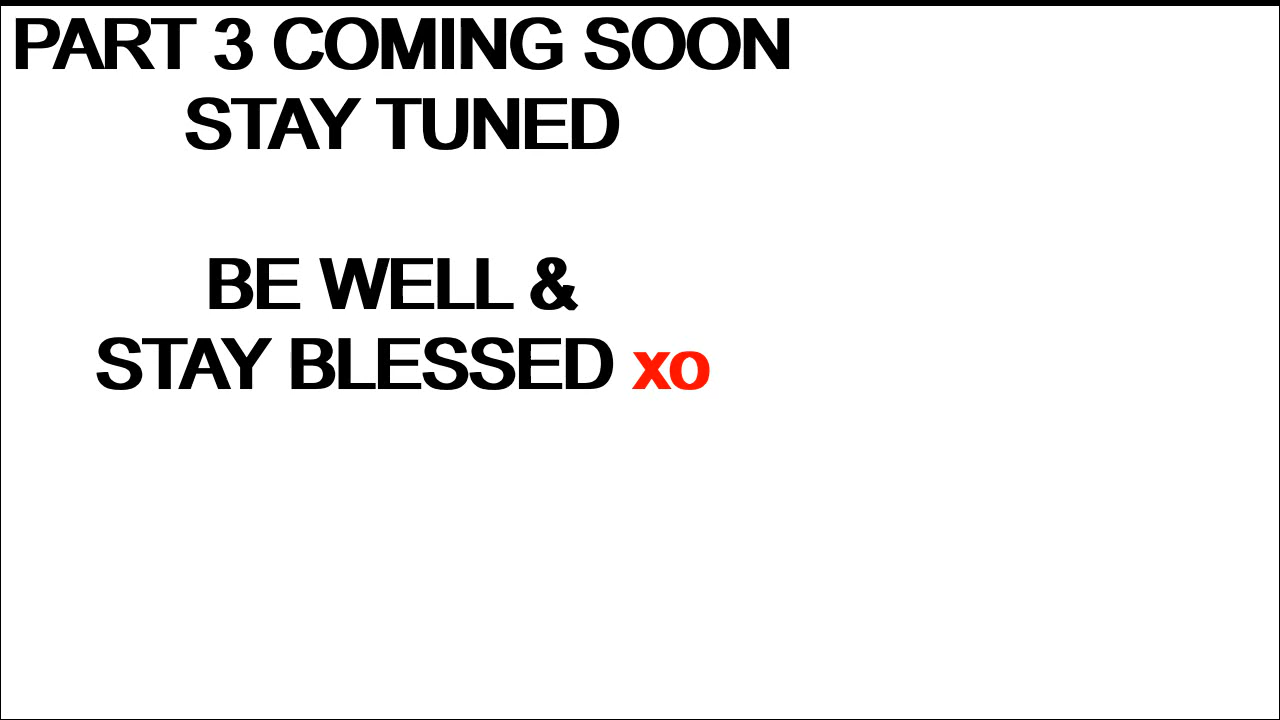 PART 3 COMING SOON
STAY TUNED
BE WELL &
STAY BLESSED xo